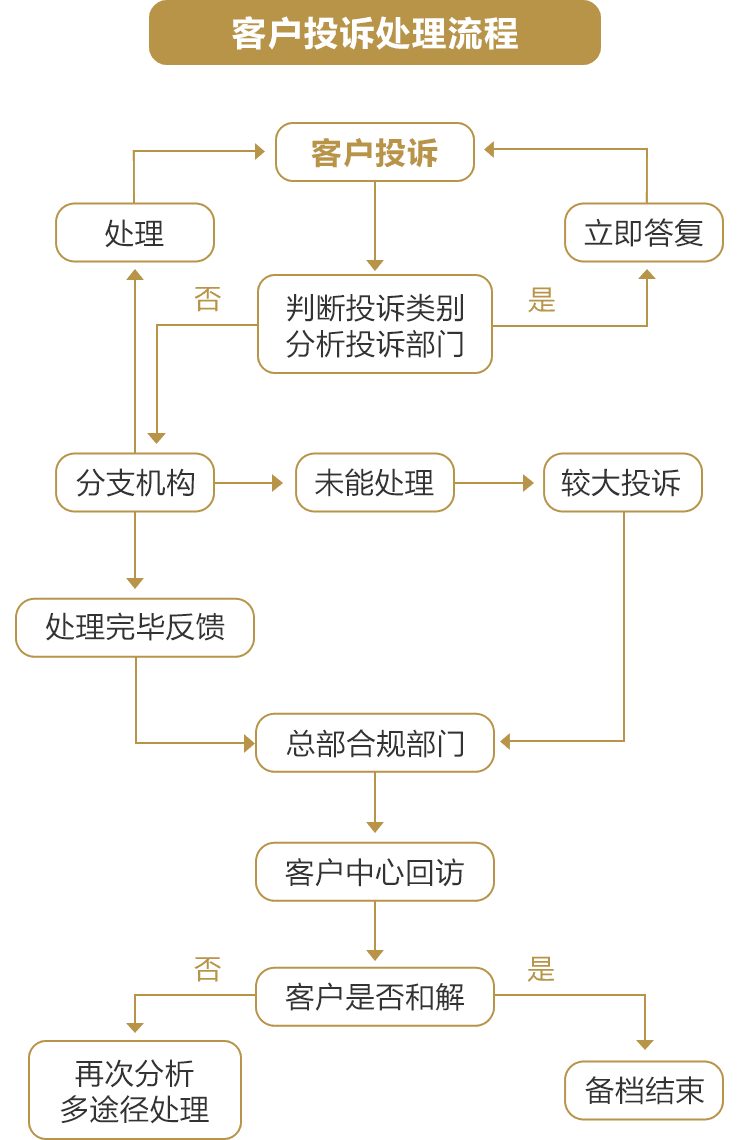 客户投诉处理流程
客户投诉
处理
立即答复
否
是
判断投诉类别
分析投诉部门
分支机构
未能处理
较大投诉
处理完毕反馈
总部合规部门
客户中心回访
否
是
客户是否和解
再次分析
多途径处理
备档结束